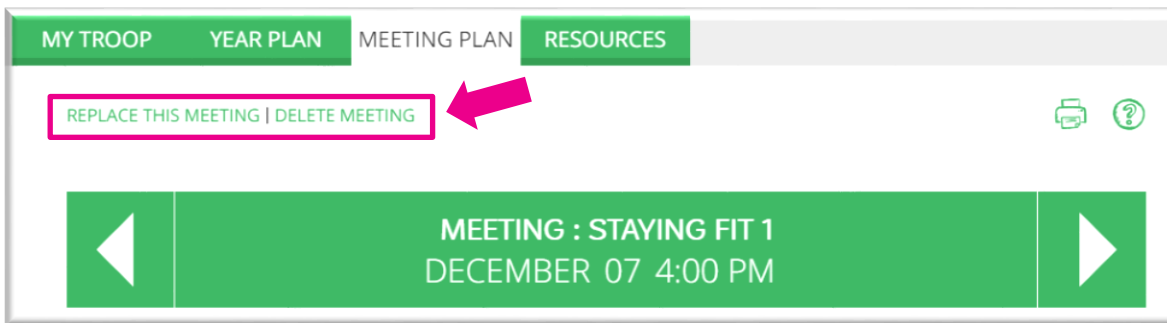 MY TROOP YEAR PLAN MEETING PLAN RESOURCES
REPLACE THIS MEETING | DELETE MEETING
?
MEETING : STAYING FIT 1
DECEMBER 07 4:00 PM